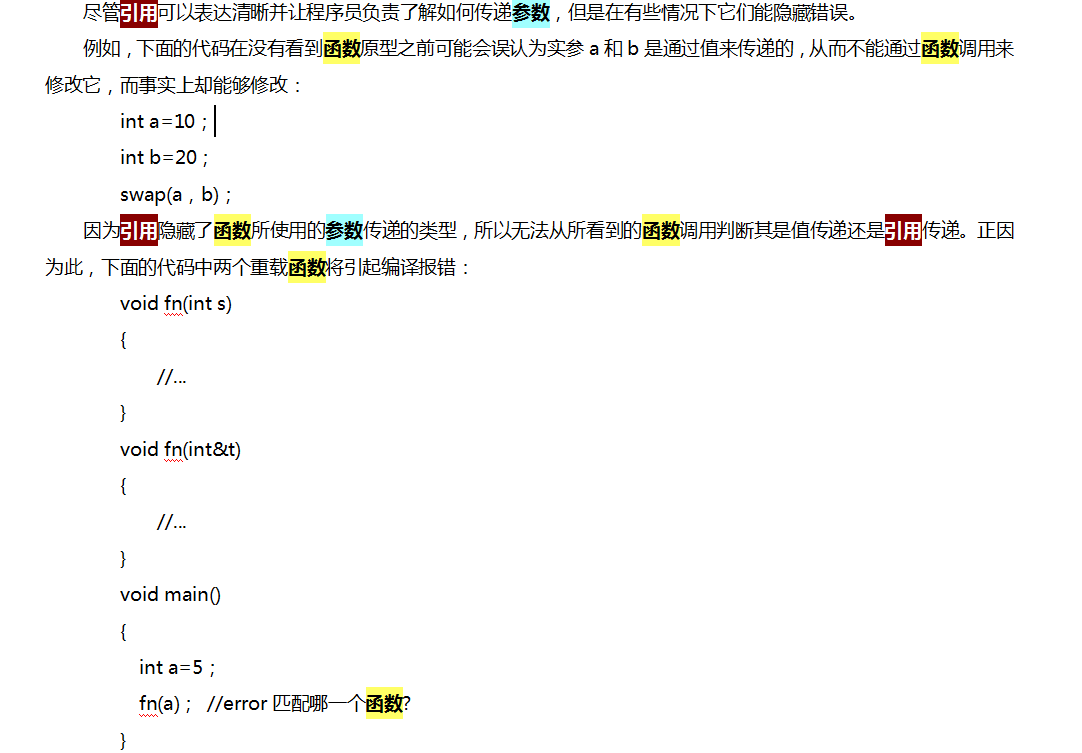 尽管引用可以表达清晰并让程序员负责了解如何传递参数，但是在有些情况下它们能隐藏错误。
例如，下面的代码在没有看到函数原型之前可能会误认为实参 a 和 b 是通过值来传递的，从而不能通过函数调用来
修改它，而事实上却能够修改：
int a=10；
int b=20；
swap(a，b)；
因为引用隐藏了函数所使用的参数传递的类型，所以无法从所看到的函数调用判断其是值传递还是引用传递。正因
为此，下面的代码中两个重载函数将引起编译报错：
void fn(int s)
{
//...
}
void fn(int&t)
{
//...
}
void main()
{
int a=5；
fn(a)； //error 匹配哪一个函数?
}